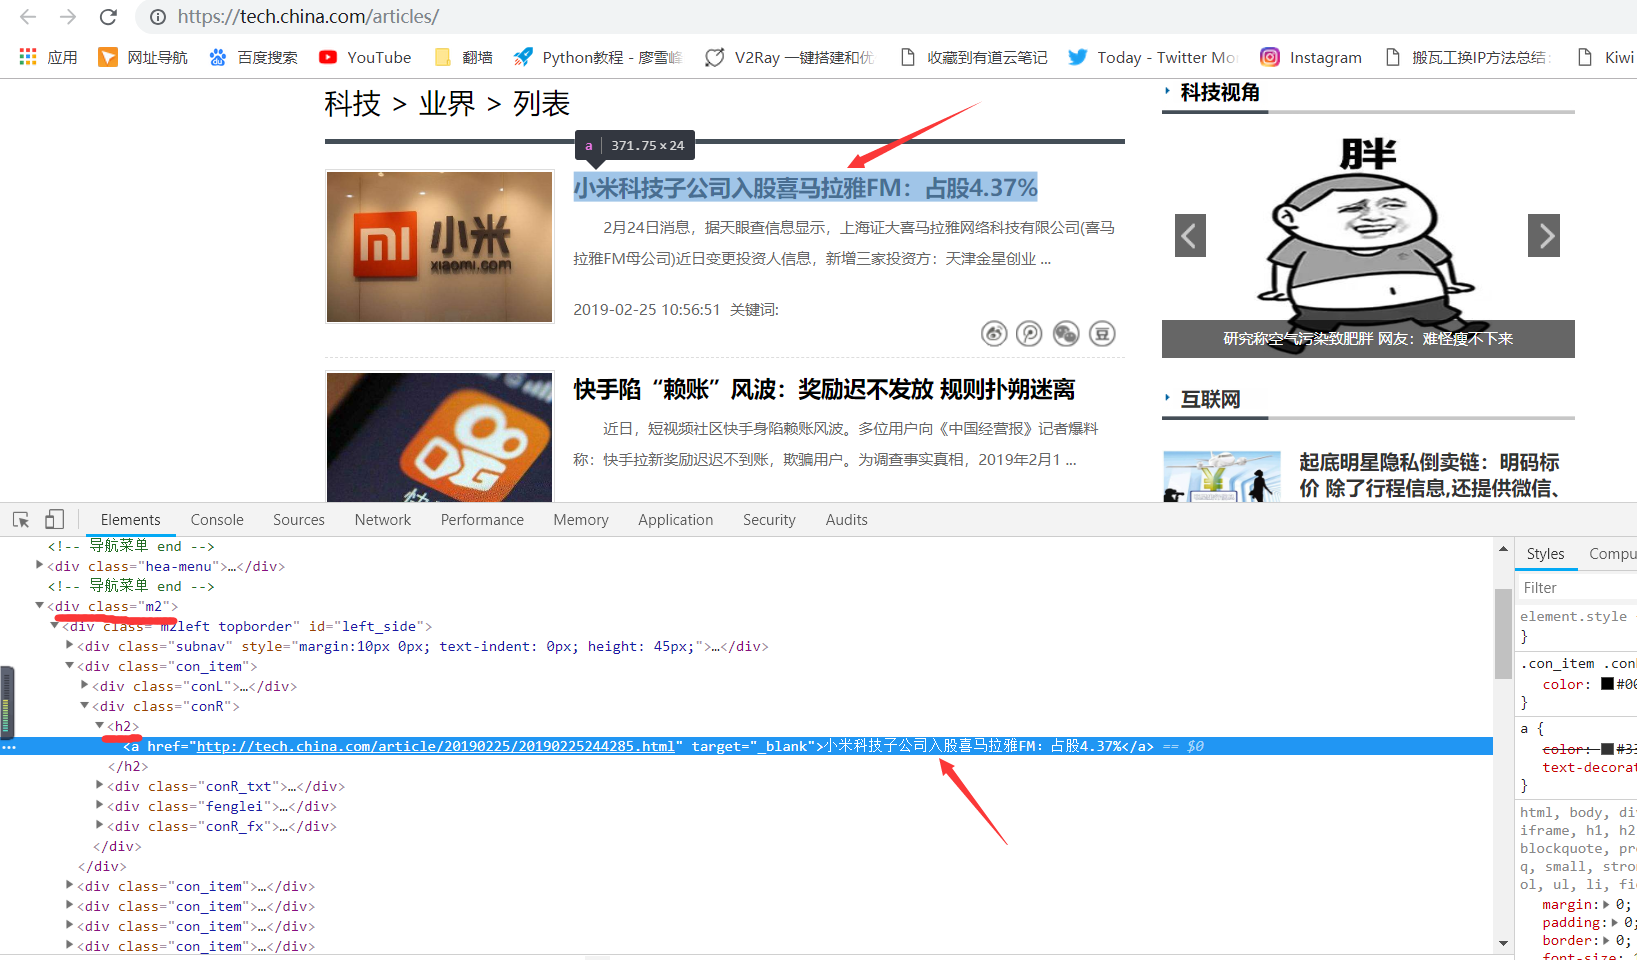 https://tech.china.com/articles/
应用 网址导航 百度搜索 YouTube 翻墙 Python教程 - 廖雪峰 V2Ray 一键搭建和优 收藏到有道云笔记 Today - Twitter Mo Instagram 搬瓦工换IP方法总结: Kiwi
科技 > 业界 > 列表
a 371.75×24
小米科技子公司入股喜马拉雅FM：占股4.37%
2月24日消息，据天眼查信息显示，上海证大喜马拉雅网络科技有限公司(喜马
拉雅FM母公司)近日变更投资人信息，新增三家投资方：天津金星创业 ...
2019-02-25 10:56:51 关键词:
小米
xiaomi.com
豆
快手陷“赖账”风波：奖励迟不发放 规则扑朔迷离
近日，短视频社区快手身陷赖账风波。多位用户向《中国经营报》记者爆料
称：快手拉新奖励迟迟不到账，欺骗用户。为调查事实真相，2019年2月1 ...
科技视角
胖
研究称空气污染致肥胖 网友：难怪瘦不下来
互联网
起底明星隐私倒卖链：明码标
价 除了行程信息,还提供微信、
Elements Console Sources Network Performance Memory Application Security Audits
<!-- 导航菜单 end -->
<div class="hea-menu">…</div>
<!-- 导航菜单 end -->
<div class="m2">
<div class="m2left topborder" id="left_side">
<div class="subnav" style="margin:10px 0px; text-indent: 0px; height: 45px;">…</div>
<div class="con_item">
<div class="conL">…</div>
<div class="conR">
<h2>
<a href="http://tech.china.com/article/20190225/20190225244285.html" target="_blank">小米科技子公司入股喜马拉雅FM：占股4.37%</a> == $0
</h2>
<div class="conR_txt">…</div>
<div class="fenglei">…</div>
<div class="conR_fx">…</div>
</div>
</div>
<div class="con_item">…</div>
<div class="con_item">…</div>
<div class="con_item">…</div>
<div class="con_item">…</div>
Styles Compu
Filter
element.style
}
.con_item .con
color: #00
}
a {
color: #33
text-decorat
}
html, body, di
iframe, h1, h2
blockquote, pr
q, small, stro
ol, ul, li, fi
margin: 0;
padding: 0;
border: 0;
font-size: